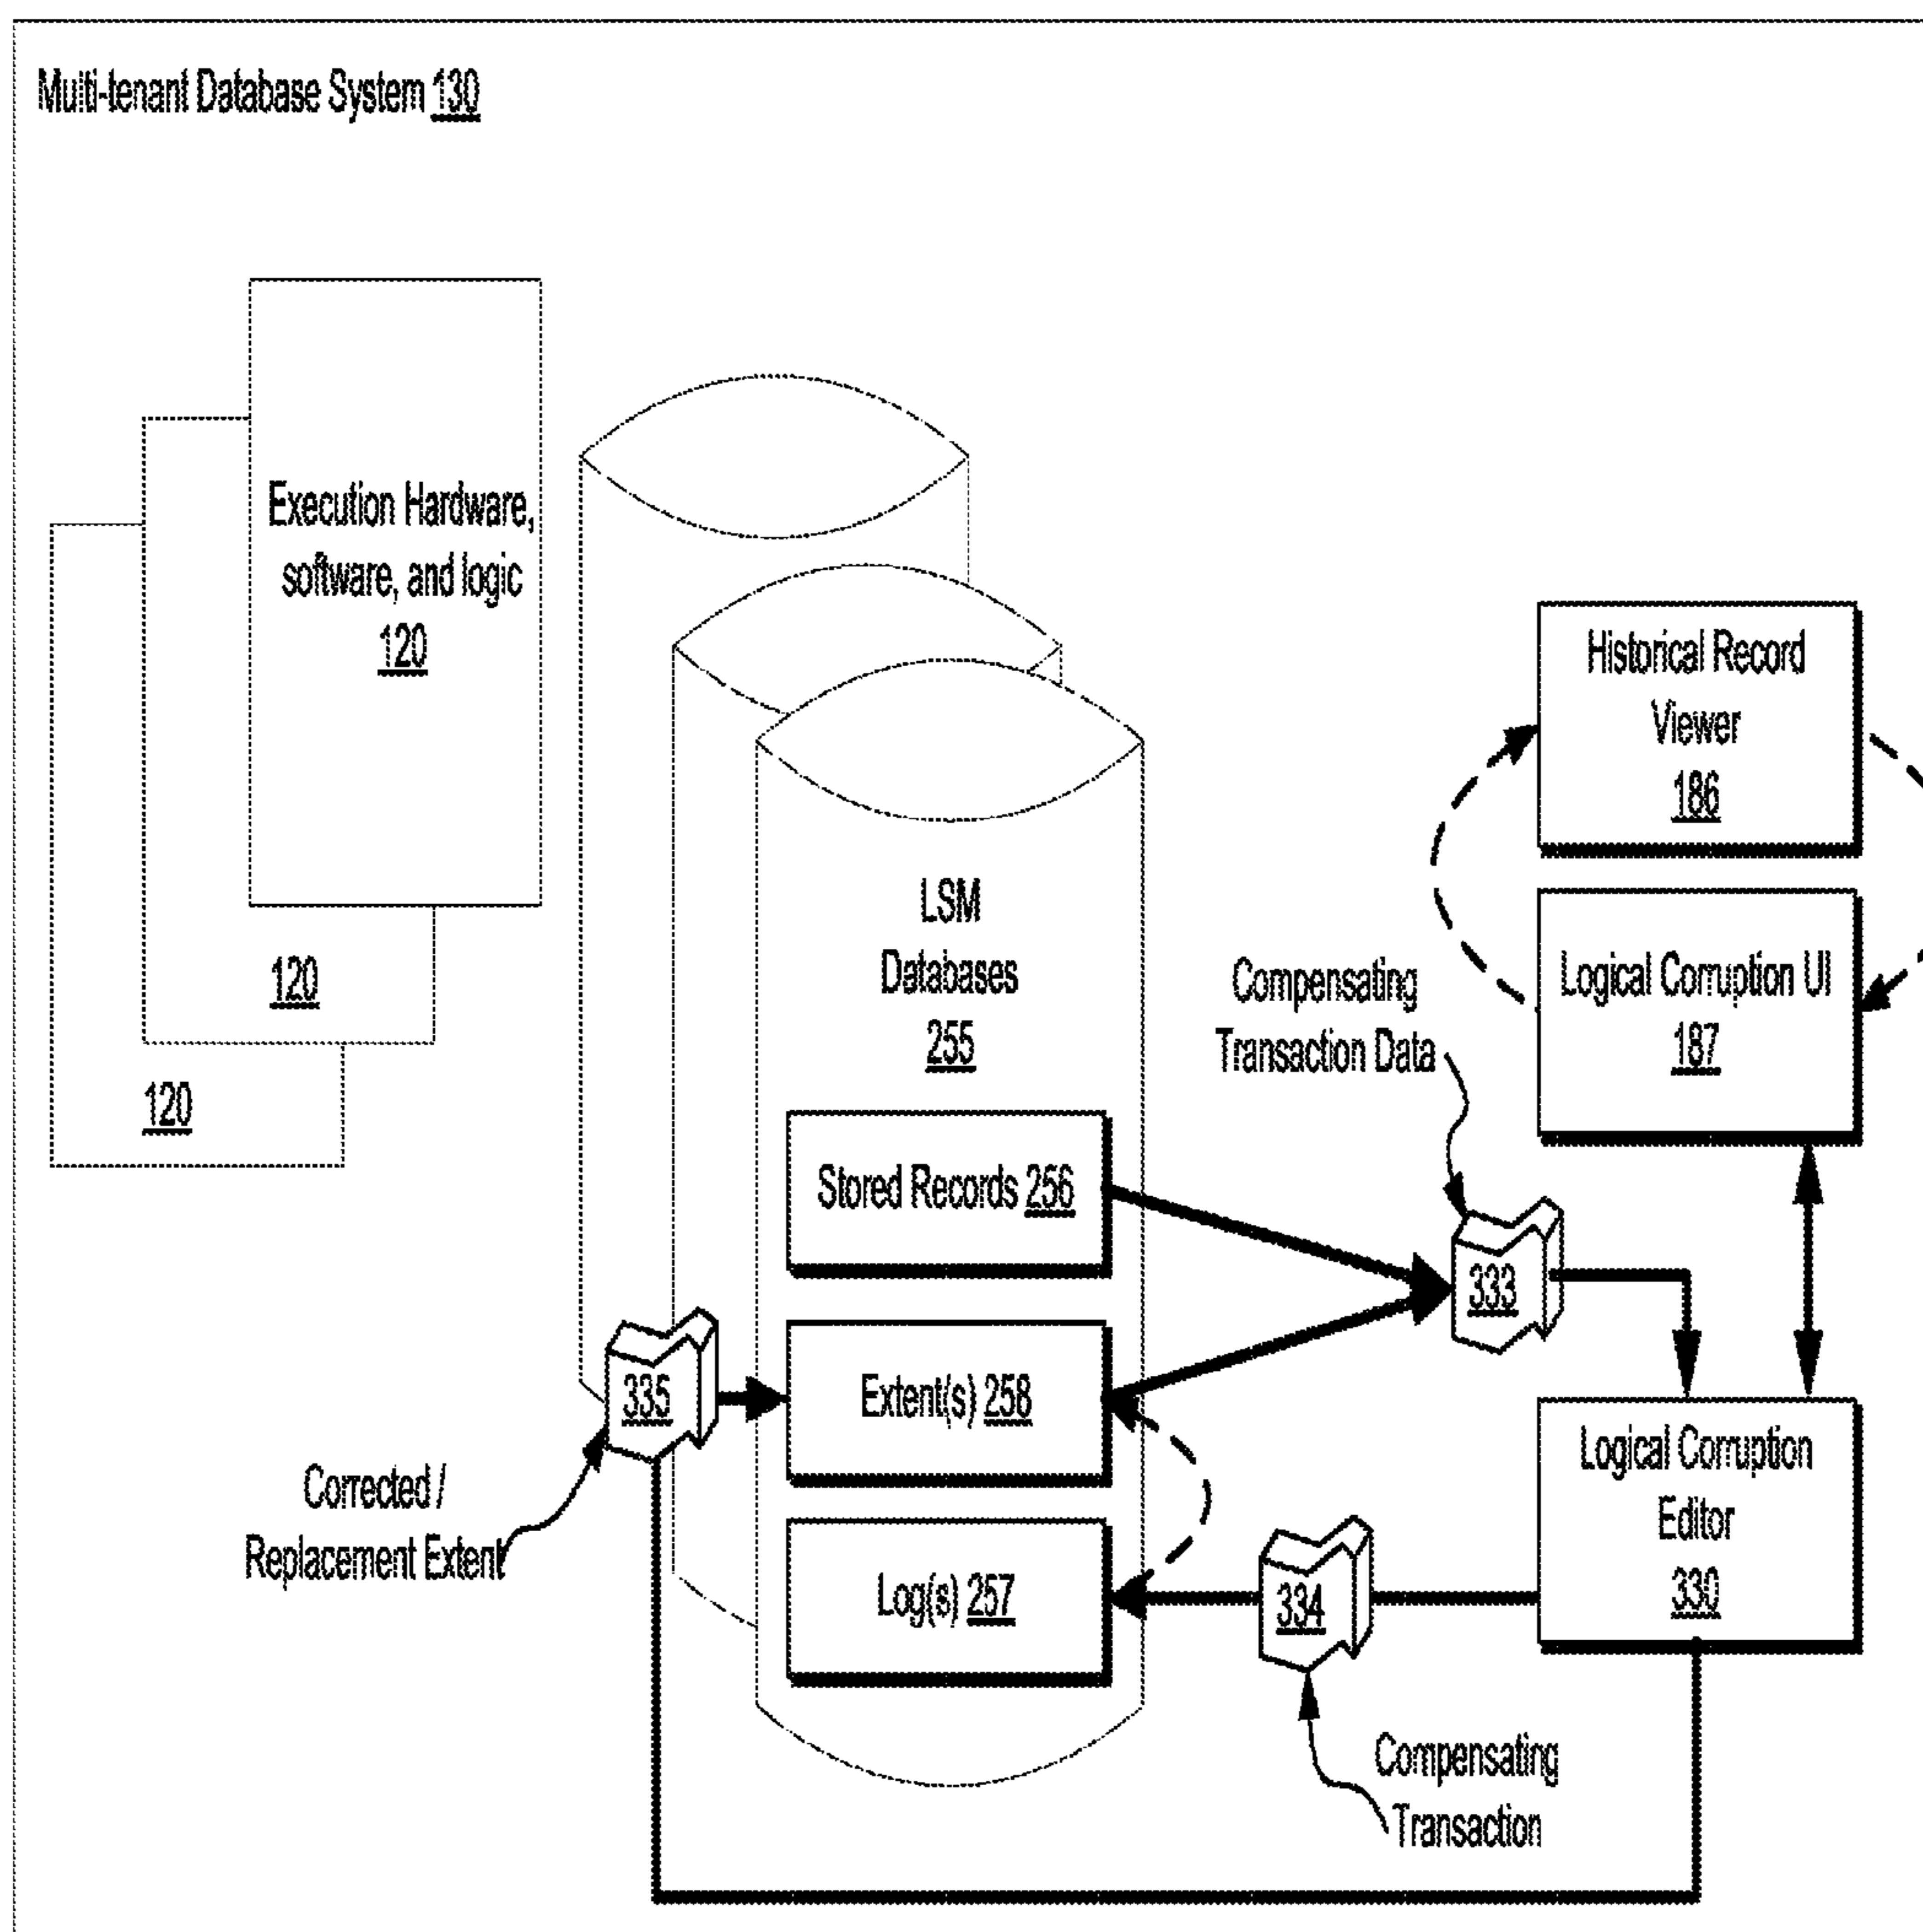 Multi-tenant Database System 130
Execution Hardware,
software, and logic
120
120
120
LSM
Databases
255
Stored Records 256
Extent(s) 258
Log(s) 257
335
Corrected /
Replacement Extent
Compensating
Transaction Data
333
Historical Record
Viewer
186
Logical Corruption UI
187
Logical Corruption
Editor
330
334
Compensating
Transaction